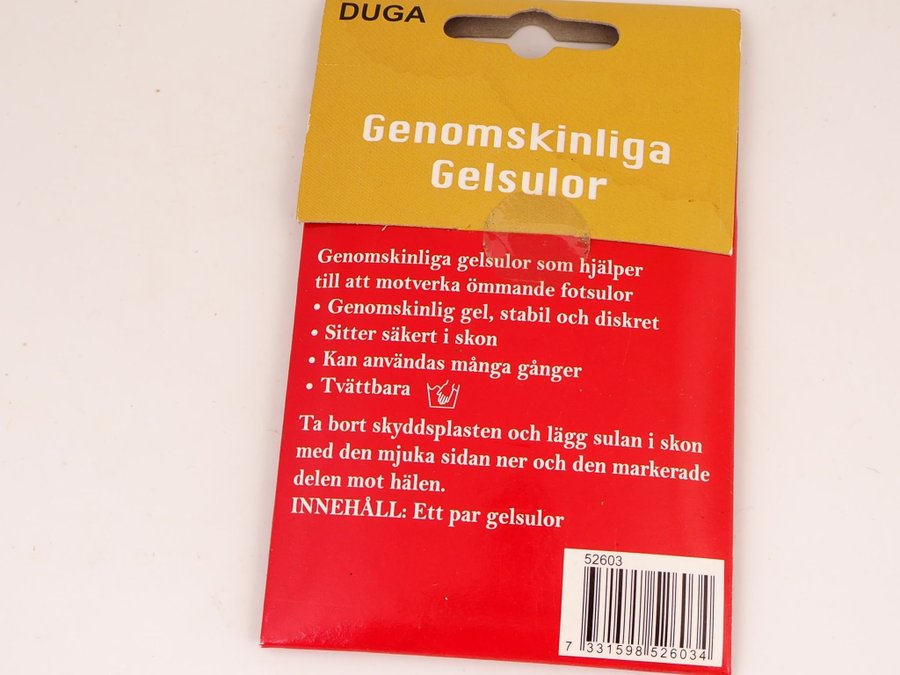 DUGA
Genomskinliga
Gelsulor
Genomskinliga gelsulor som hjälper
till att motverka ömmande fotsulor
• Genomskinlig gel, stabil och diskret
• Sitter säkert i skon
• Kan användas många gånger
• Tvättbara
Ta bort skyddsplasten och lägg sulan i skon
med den mjuka sidan ner och den markerade
delen mot hälen.
INNEHÅLL: Ett par gelsulor
52603
7 331598 526034